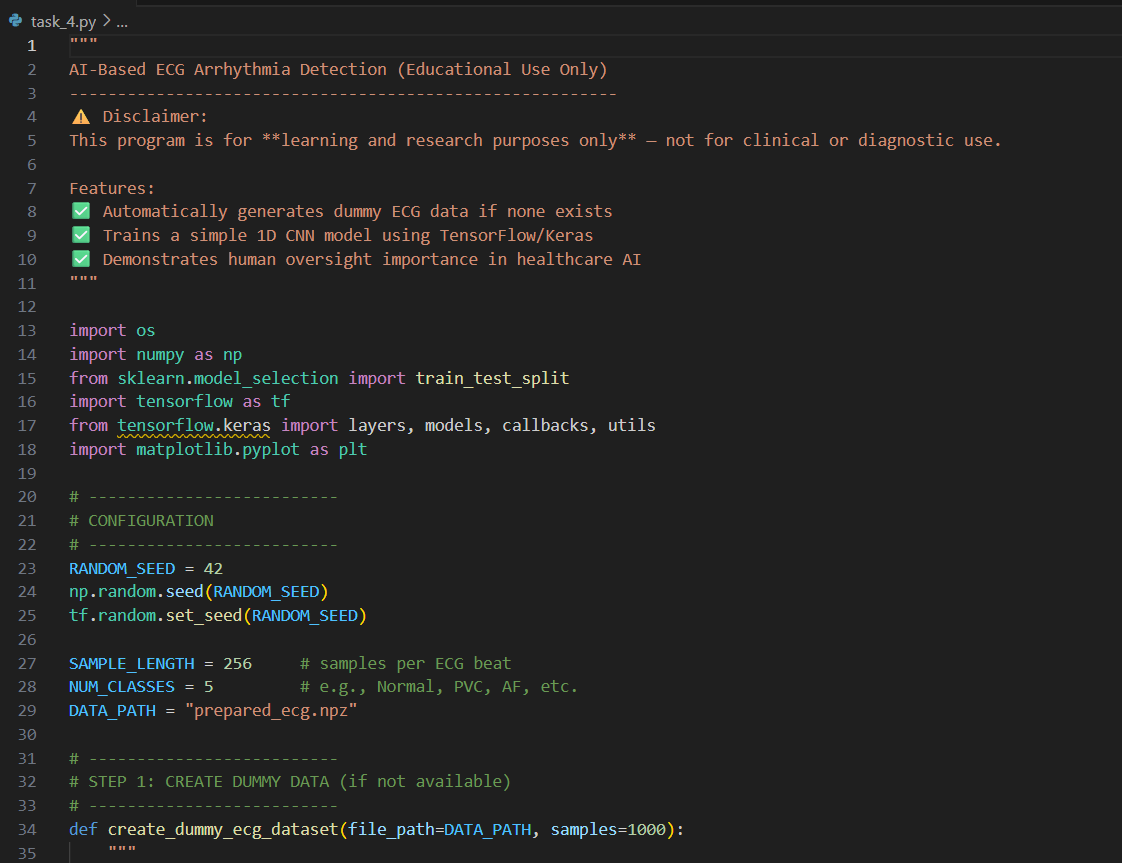 task_4.py > ...
1 """
2 AI-Based ECG Arrhythmia Detection (Educational Use Only)
3 ---------------------------------------------------------
4 ⚠️ Disclaimer:
5 This program is for **learning and research purposes only** — not for clinical or diagnostic use.
6
7 Features:
8 ✅ Automatically generates dummy ECG data if none exists
9 ✅ Trains a simple 1D CNN model using TensorFlow/Keras
10 ✅ Demonstrates human oversight importance in healthcare AI
11 """
12
13 import os
14 import numpy as np
15 from sklearn.model_selection import train_test_split
16 import tensorflow as tf
17 from tensorflow.keras import layers, models, callbacks, utils
18 import matplotlib.pyplot as plt
19
20 # --------------------------
21 # CONFIGURATION
22 # --------------------------
23 RANDOM_SEED = 42
24 np.random.seed(RANDOM_SEED)
25 tf.random.set_seed(RANDOM_SEED)
26
27 SAMPLE_LENGTH = 256     # samples per ECG beat
28 NUM_CLASSES = 5         # e.g., Normal, PVC, AF, etc.
29 DATA_PATH = "prepared_ecg.npz"
30
31 # --------------------------
32 # STEP 1: CREATE DUMMY DATA (if not available)
33 # --------------------------
34 def create_dummy_ecg_dataset(file_path=DATA_PATH, samples=1000):
35     """